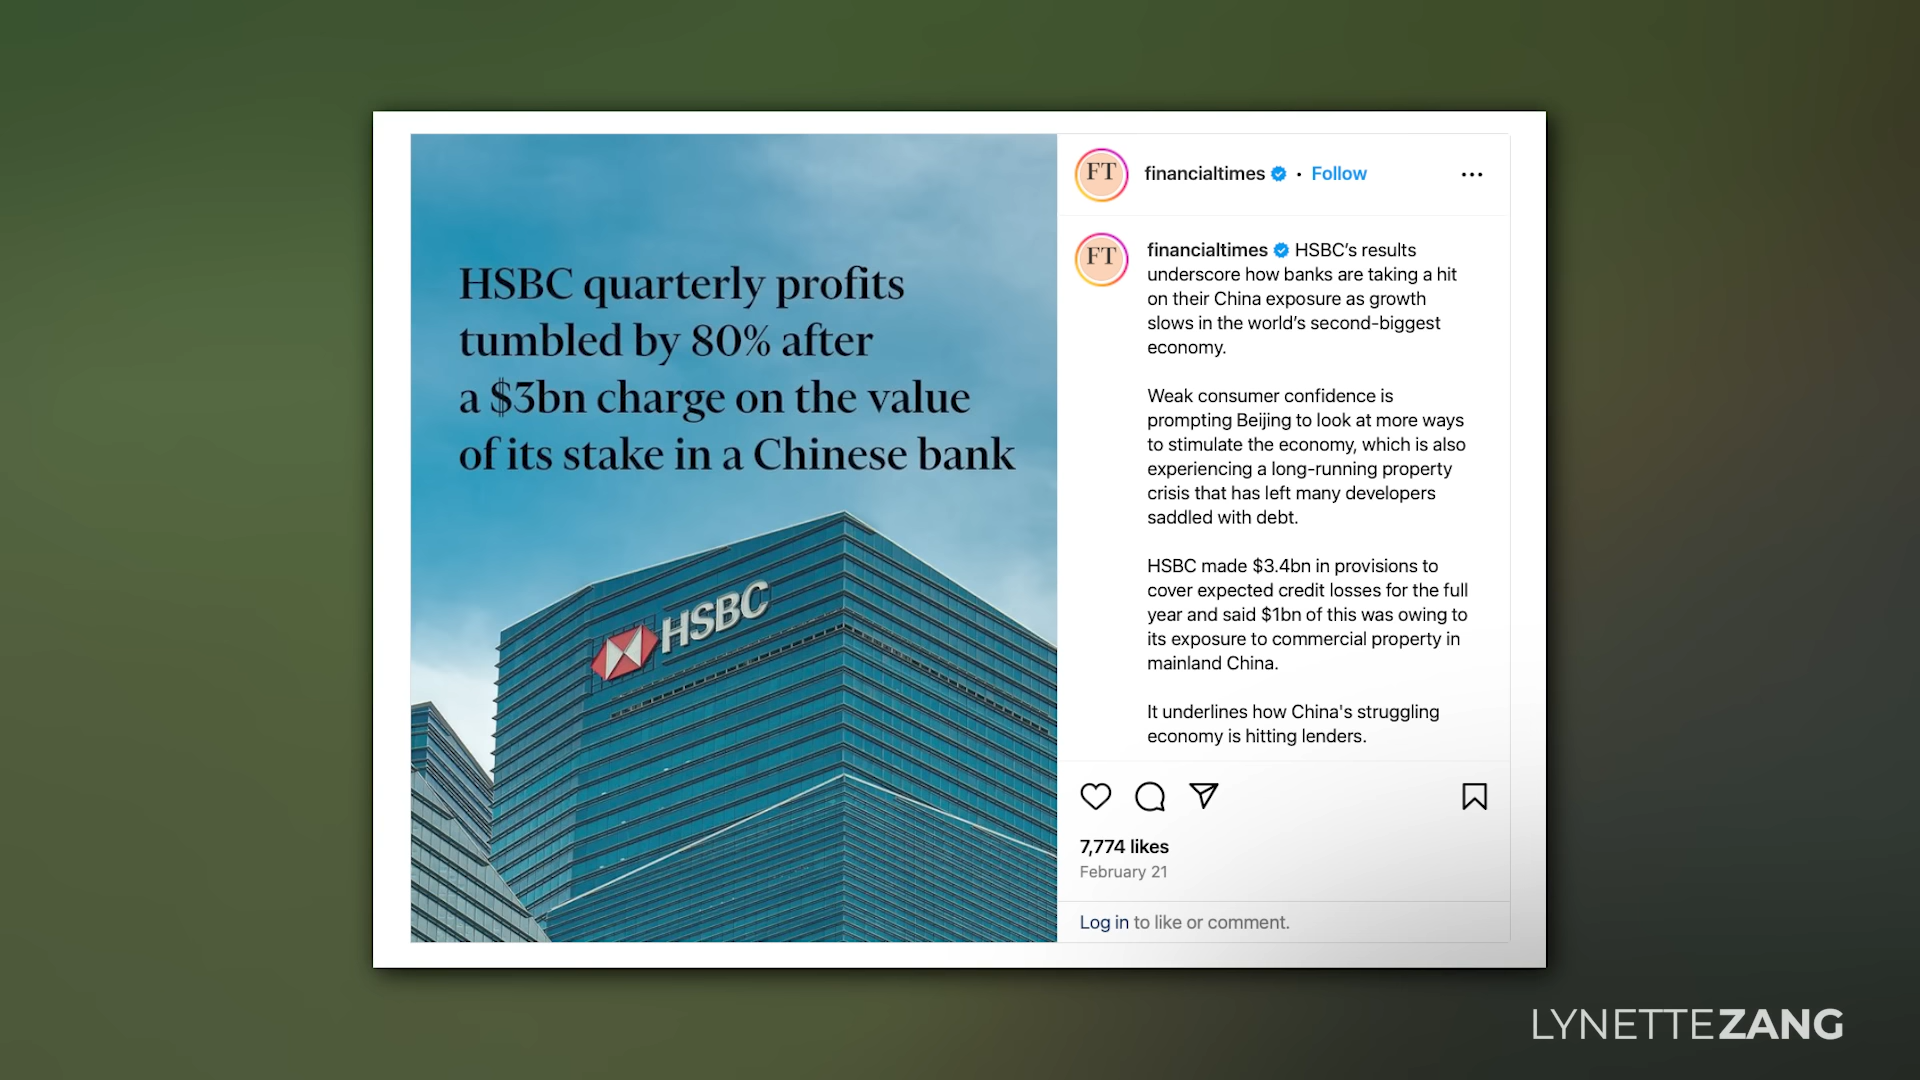 HSBC quarterly profits
tumbled by 80% after
a $3bn charge on the value
of its stake in a Chinese bank
HSBC
FT
financialtimes • Follow
FT
financialtimes HSBC’s results
underscore how banks are taking a hit
on their China exposure as growth
slows in the world’s second-biggest
economy.
Weak consumer confidence is
prompting Beijing to look at more ways
to stimulate the economy, which is also
experiencing a long-running property
crisis that has left many developers
saddled with debt.
HSBC made $3.4bn in provisions to
cover expected credit losses for the full
year and said $1bn of this was owing to
its exposure to commercial property in
mainland China.
It underlines how China's struggling
economy is hitting lenders.
7,774 likes
February 21
Log in to like or comment.
LYNETTEZANG